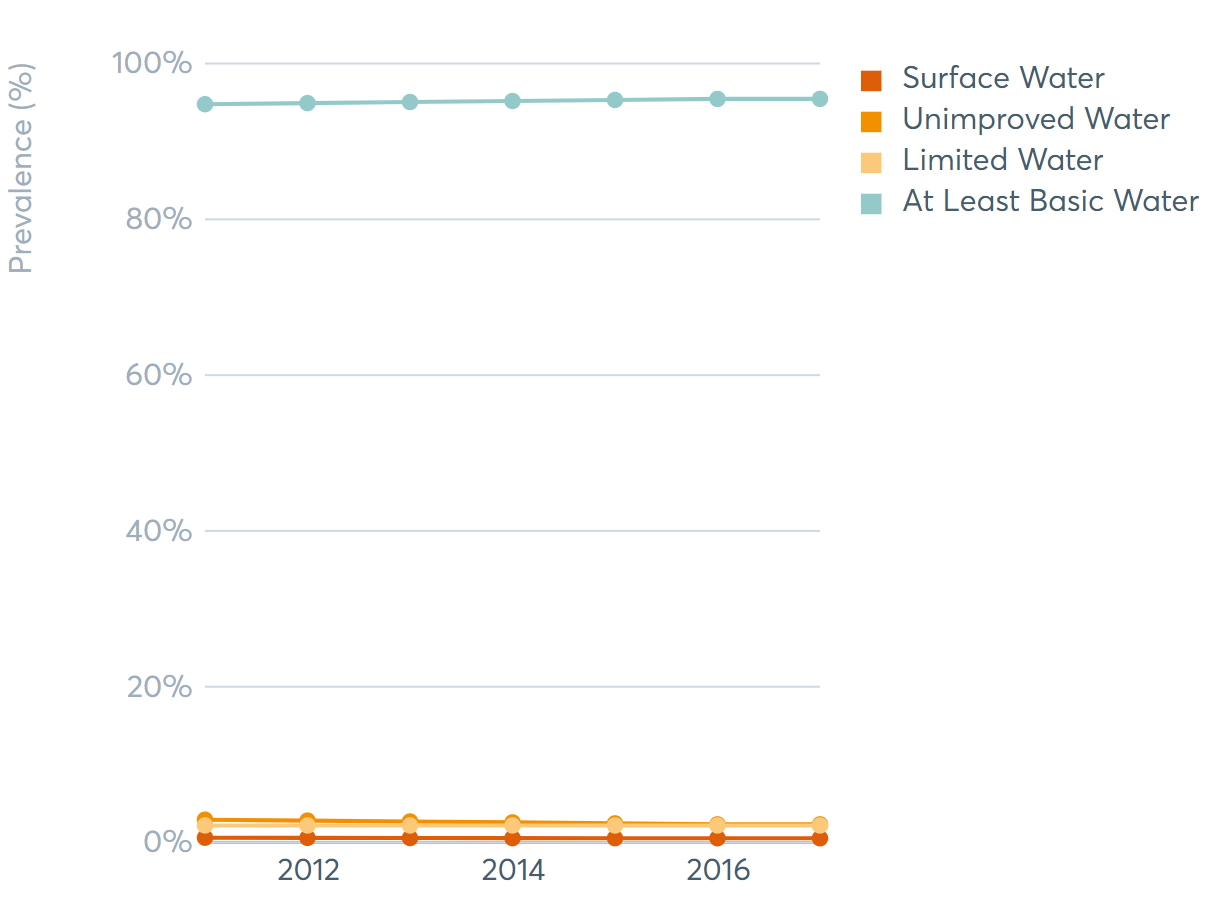 Prevalence (%)
100%
80%
60%
40%
20%
0%
2012
2014
2016
Surface Water
Unimproved Water
Limited Water
At Least Basic Water